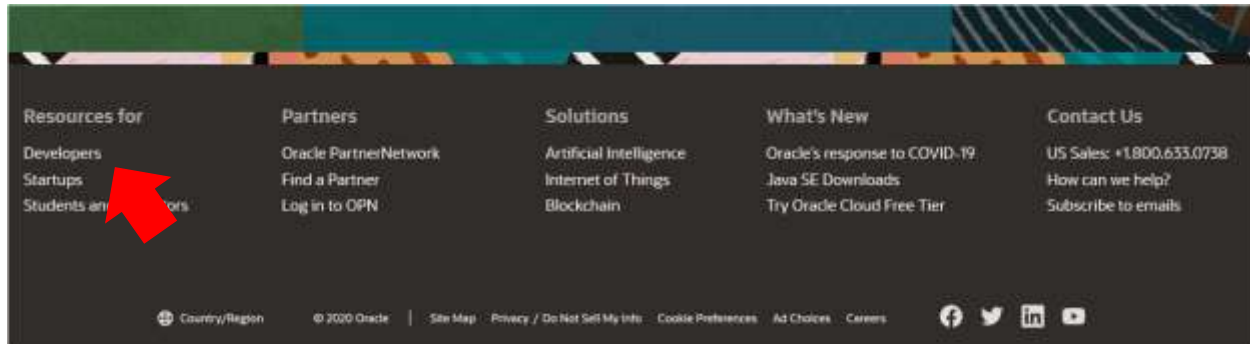 Resources for
Developers
Startups
Students an tors
Partners
Oracle PartnerNetwork
Find a Partner
Log in to OPN
Solutions
Artificial Intelligence
Internet of Things
Blockchain
What's New
Oracle's response to COVID-19
Java SE Downloads
Try Oracle Cloud Free Tier
Contact Us
US Sales: +1.800.633.0738
How can we help?
Subscribe to emails
Country/Region © 2020 Oracle | Site Map Privacy / Do Not Sell My Info Cookie Preferences Ad Choices Careers